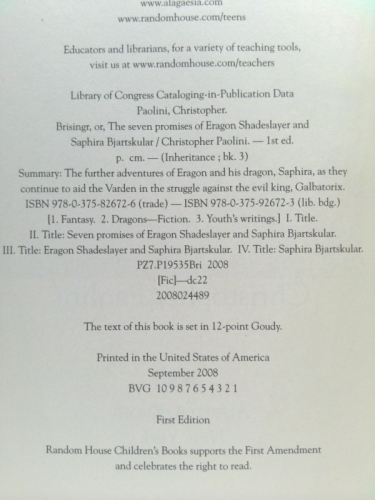 www.alagaesia.com
www.randomhouse.com/teens
Educators and librarians, for a variety of teaching tools,
visit us at www.randomhouse.com/teachers
Library of Congress Cataloging-in-Publication Data
Paolini, Christopher.
Brisingr, or, The seven promises of Eragon Shadeslayer and
Saphira Bjartskular / Christopher Paolini. — 1st ed.
p. cm. — (Inheritance ; bk. 3)
Summary: The further adventures of Eragon and his dragon, Saphira, as they
continue to aid the Varden in the struggle against the evil king, Galbatorix.
ISBN 978-0-375-82672-6 (trade) — ISBN 978-0-375-92672-3 (lib. bdg.)
[1. Fantasy. 2. Dragons—Fiction. 3. Youth's writings.] I. Title.
II. Title: Seven promises of Eragon Shadeslayer and Saphira Bjartskular.
III. Title: Eragon Shadeslayer and Saphira Bjartskular. IV. Title: Saphira Bjartskular.
PZ7.P19535Bri 2008
[Fic]—dc22
2008024489
The text of this book is set in 12-point Goudy.
Printed in the United States of America
September 2008
BVG 10 9 8 7 6 5 4 3 2 1
First Edition
Random House Children's Books supports the First Amendment
and celebrates the right to read.